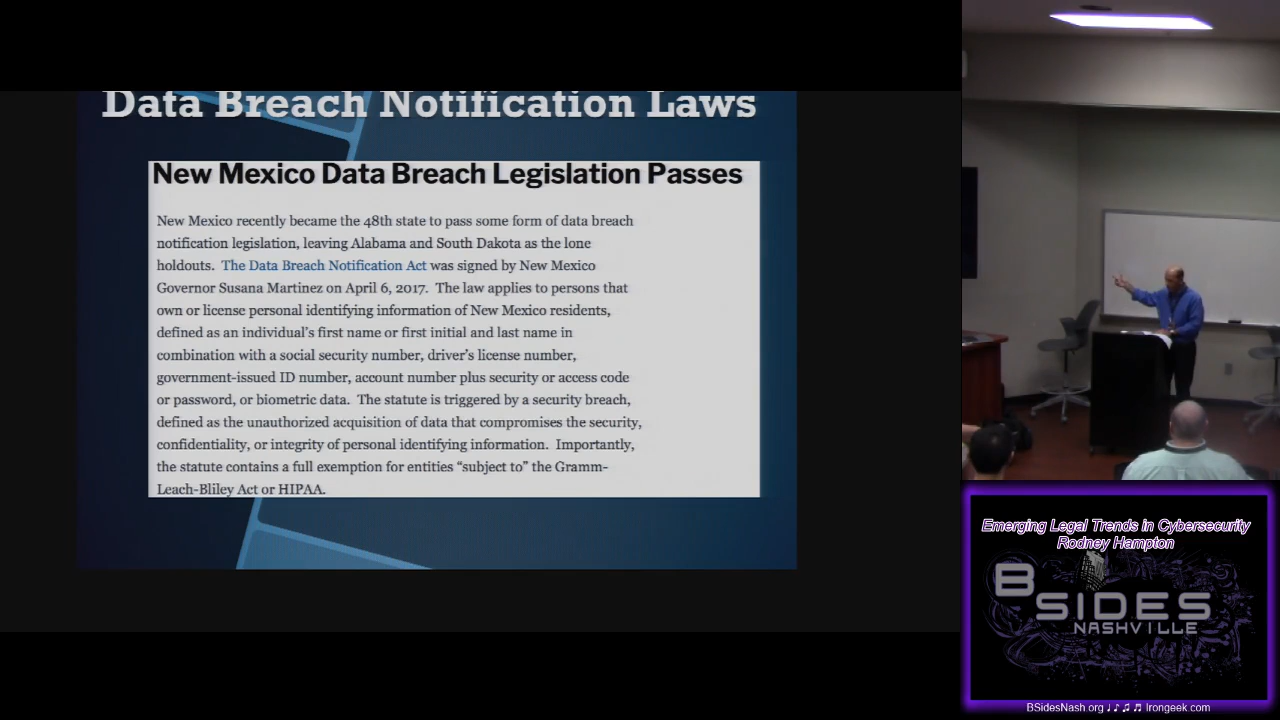 Data Breach Notification Laws
New Mexico Data Breach Legislation Passes
New Mexico recently became the 48th state to pass some form of data breach
notification legislation, leaving Alabama and South Dakota as the lone
holdouts.  The Data Breach Notification Act was signed by New Mexico
Governor Susana Martinez on April 6, 2017.  The law applies to persons that
own or license personal identifying information of New Mexico residents,
defined as an individual's first name or first initial and last name in
combination with a social security number, driver's license number,
government-issued ID number, account number plus security or access code
or password, or biometric data.  The statute is triggered by a security breach,
defined as the unauthorized acquisition of data that compromises the security,
confidentiality, or integrity of personal identifying information.  Importantly,
the statute contains a full exemption for entities “subject to” the Gramm-
Leach-Bliley Act or HIPAA.
Emerging Legal Trends in Cybersecurity
Rodney Hampton
BSIDES
NASHVILLE
BSidesNash.org ♩ ♪ ♫ ♬ Irongeek.com